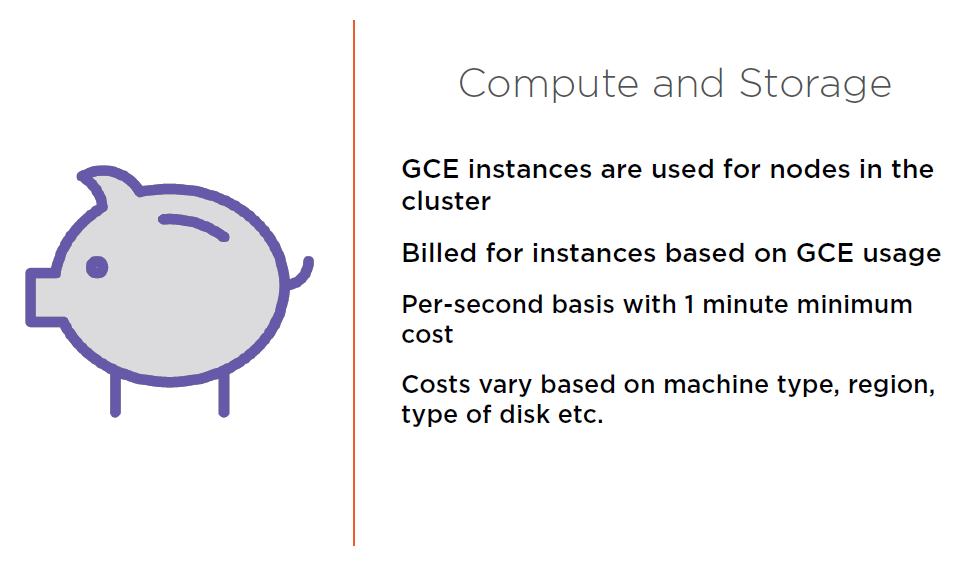 Compute and Storage
GCE instances are used for nodes in the
cluster
Billed for instances based on GCE usage
Per-second basis with 1 minute minimum
cost
Costs vary based on machine type, region,
type of disk etc.